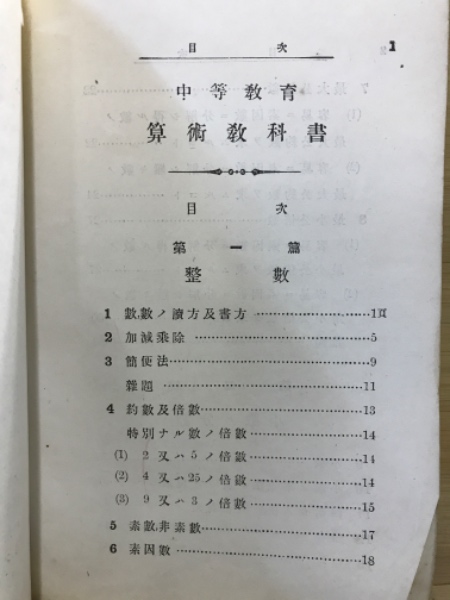 目 次 1
中等敎育
算術敎科書
目 次
第一篇
整數
1 數,數ノ讀方及書方 ……………1頁
2 加減乘除 ……………5
3 簡便法……………9
雜題……………11
4 約數及倍數……………13
特別ナル數ノ倍數……………14
(1) 2 又ハ 5 ノ倍數……………14
(2) 4 又ハ 25 ノ倍數……………14
(3) 9 又ハ 3 ノ倍數……………15
5 素數,非素數……………17
6 素因數……………18